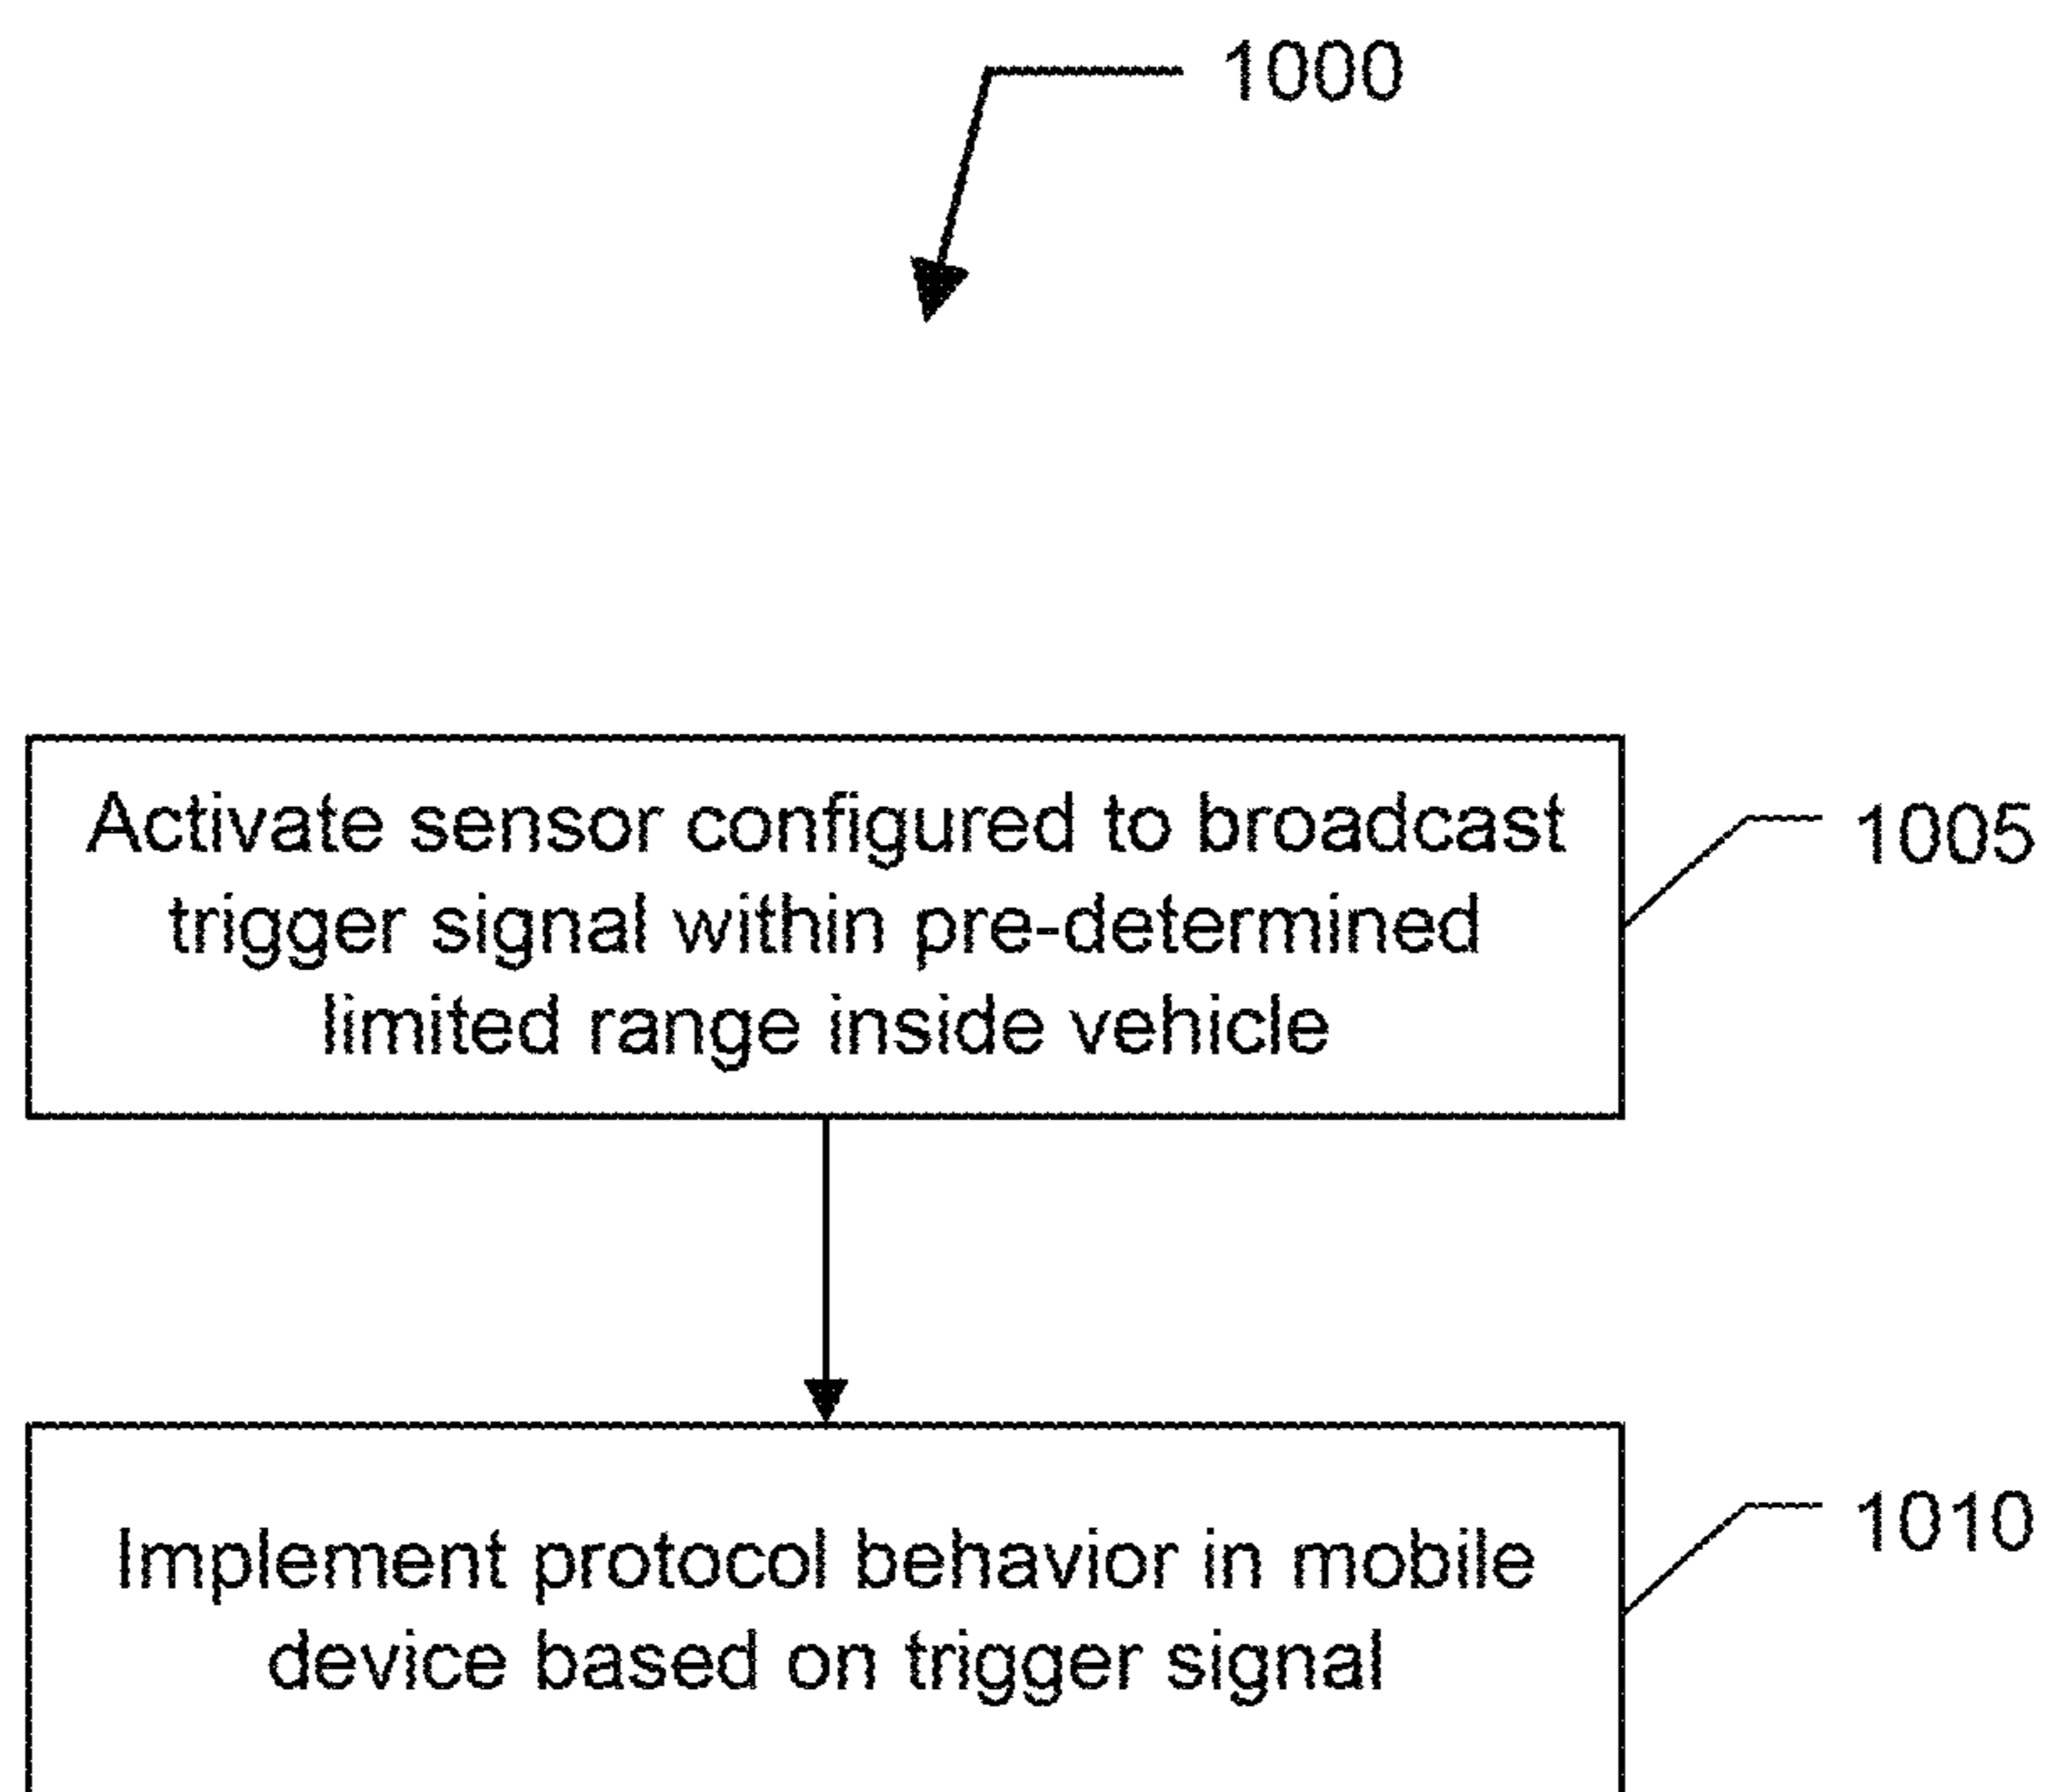 1000
Activate sensor configured to broadcast
trigger signal within pre-determined
limited range inside vehicle
1005
Implement protocol behavior in mobile
device based on trigger signal
1010